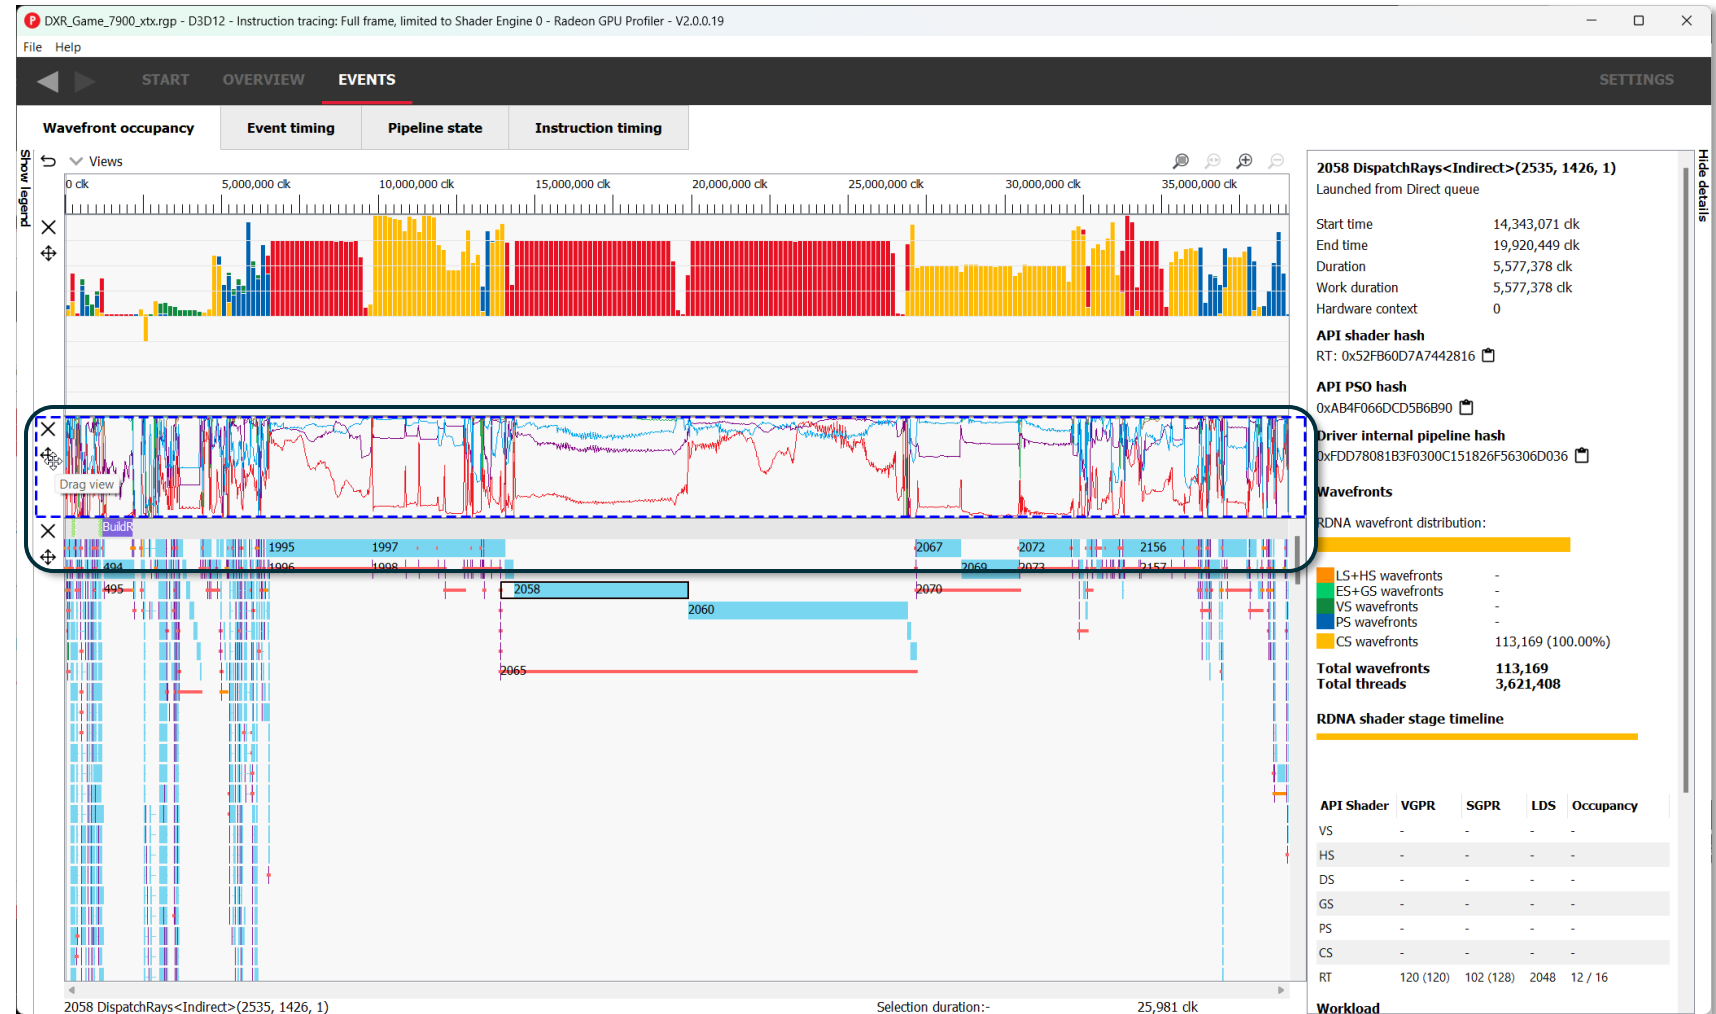 DXR_Game_7900_xtx.rgp - D3D12 - Instruction tracing: Full frame, limited to Shader Engine 0 - Radeon GPU Profiler - V2.0.0.19
File Help
START OVERVIEW EVENTS SETTINGS
Wavefront occupancy Event timing Pipeline state Instruction timing
Show legend
Views
Hide details
0 clk 5,000,000 clk 10,000,000 clk 15,000,000 clk 20,000,000 clk 25,000,000 clk 30,000,000 clk 35,000,000 clk
Drag view
BuildR
1995 1997 2067 2072 2156
494 1996 1998 2069 2073 2157
495 2058 2070
2060
2065
2058 DispatchRays<Indirect>(2535, 1426, 1) Selection duration:- 25,981 clk
2058 DispatchRays<Indirect>(2535, 1426, 1)
Launched from Direct queue
Start time 14,343,071 clk
End time 19,920,449 clk
Duration 5,577,378 clk
Work duration 5,577,378 clk
Hardware context 0
API shader hash
RT: 0x52FB60D7A7442816
API PSO hash
0xAB4F066DCD5B6B90
Driver internal pipeline hash
0xFDD78081B3F0300C151826F56306D036
Wavefronts
RDNA wavefront distribution:
LS+HS wavefronts -
ES+GS wavefronts -
VS wavefronts -
PS wavefronts -
CS wavefronts 113,169 (100.00%)
Total wavefronts 113,169
Total threads 3,621,408
RDNA shader stage timeline
API Shader VGPR SGPR LDS Occupancy
VS - - - -
HS - - - -
DS - - - -
GS - - - -
PS - - - -
CS - - - -
RT 120 (120) 102 (128) 2048 12 / 16
Workload